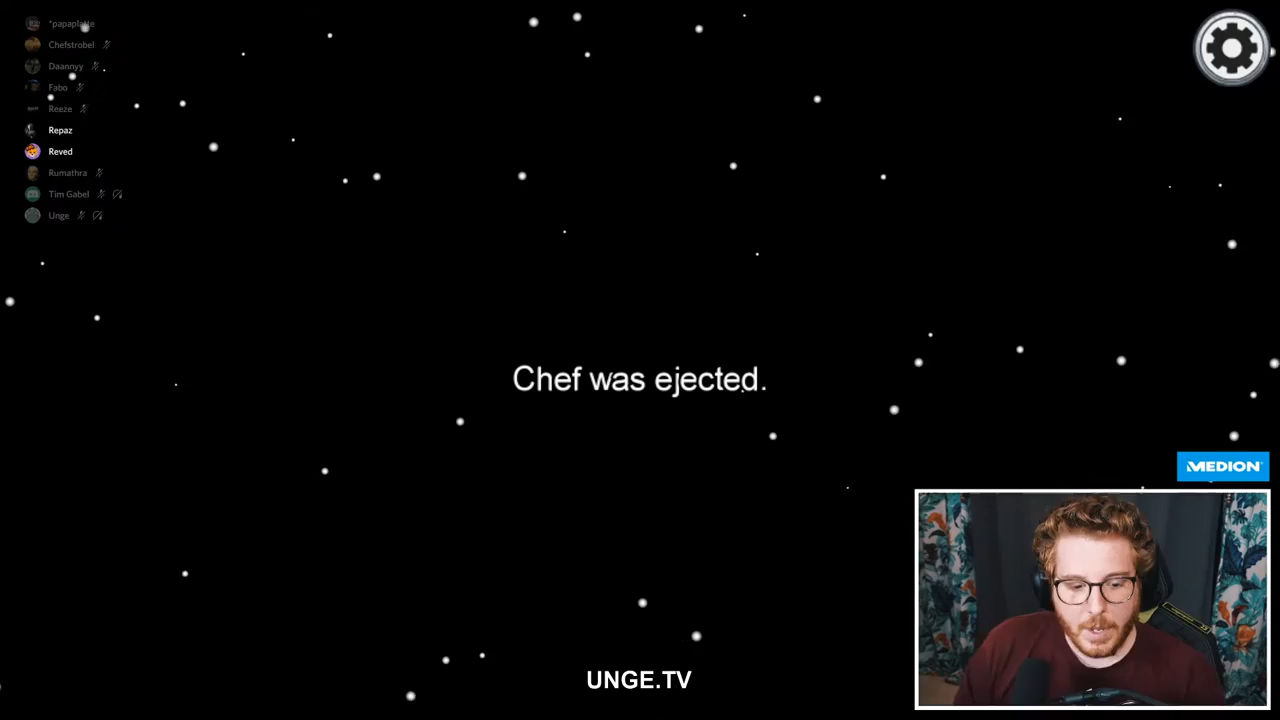 *papaplatte
Chefstrobel
Daannyy
Fabo
Reeze
Repaz
Reved
Rumathra
Tim Gabel
Unge
Chef was ejected.
MEDION
UNGE.TV